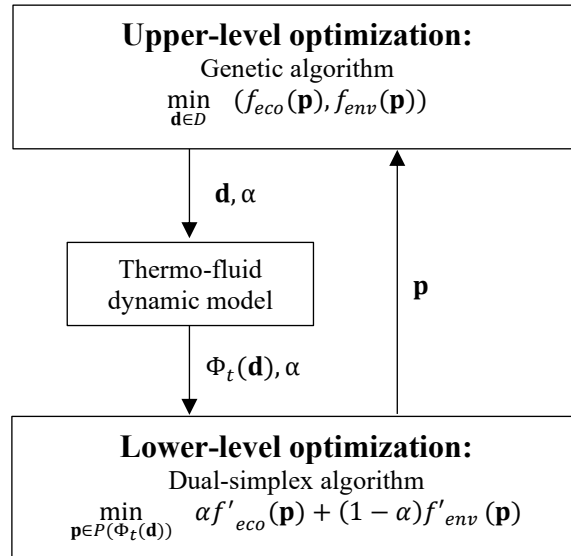 Upper-level optimization:
Genetic algorithm
min (f_eco(𝐩), f_env(𝐩))
𝐝∈D
𝐝, α
Thermo-fluid
dynamic model
𝐩
Φ_t(𝐝), α
Lower-level optimization:
Dual-simplex algorithm
min αf'_eco(𝐩) + (1 − α)f'_env(𝐩)
𝐩∈P(Φ_t(𝐝))